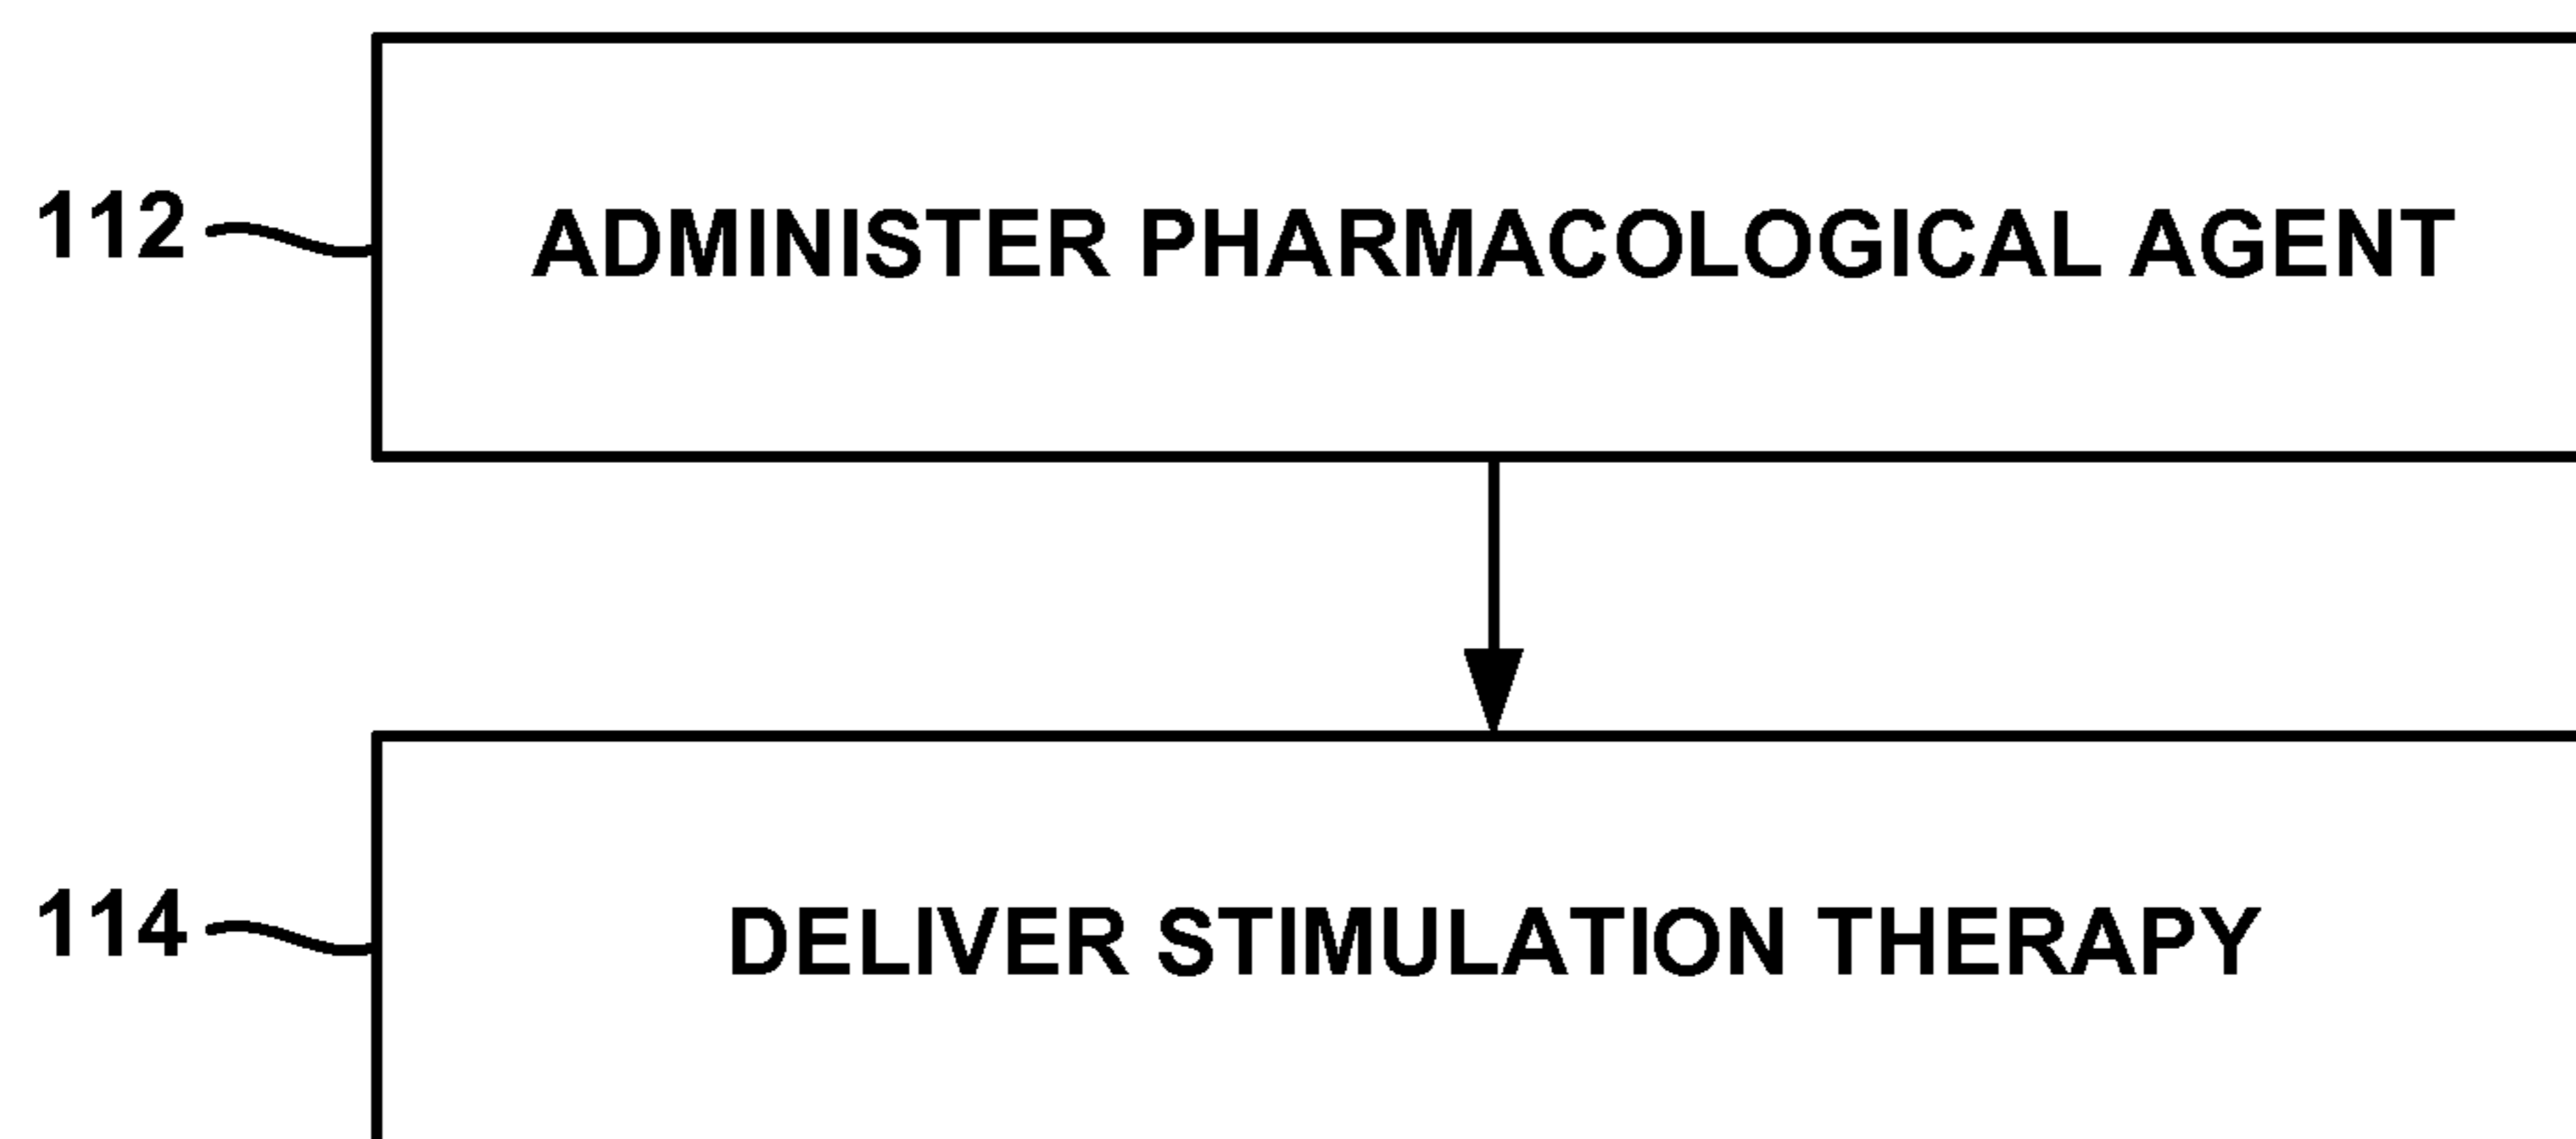 112 ADMINISTER PHARMACOLOGICAL AGENT
114 DELIVER STIMULATION THERAPY